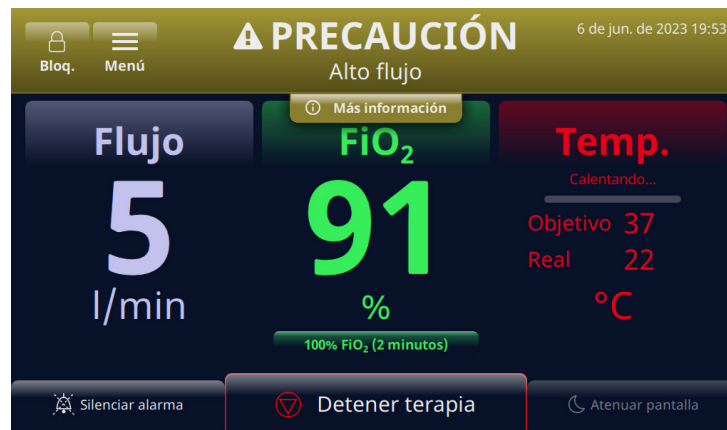 PRECAUCIÓN
Alto flujo
6 de jun. de 2023 19:53
Bloq.
Menú
Más información
Flujo
5
l/min
FiO₂
91
%
100% FiO₂ (2 minutos)
Temp.
Calentando...
Objetivo 37
Real 22
°C
Silenciar alarma
Detener terapia
Atenuar pantalla